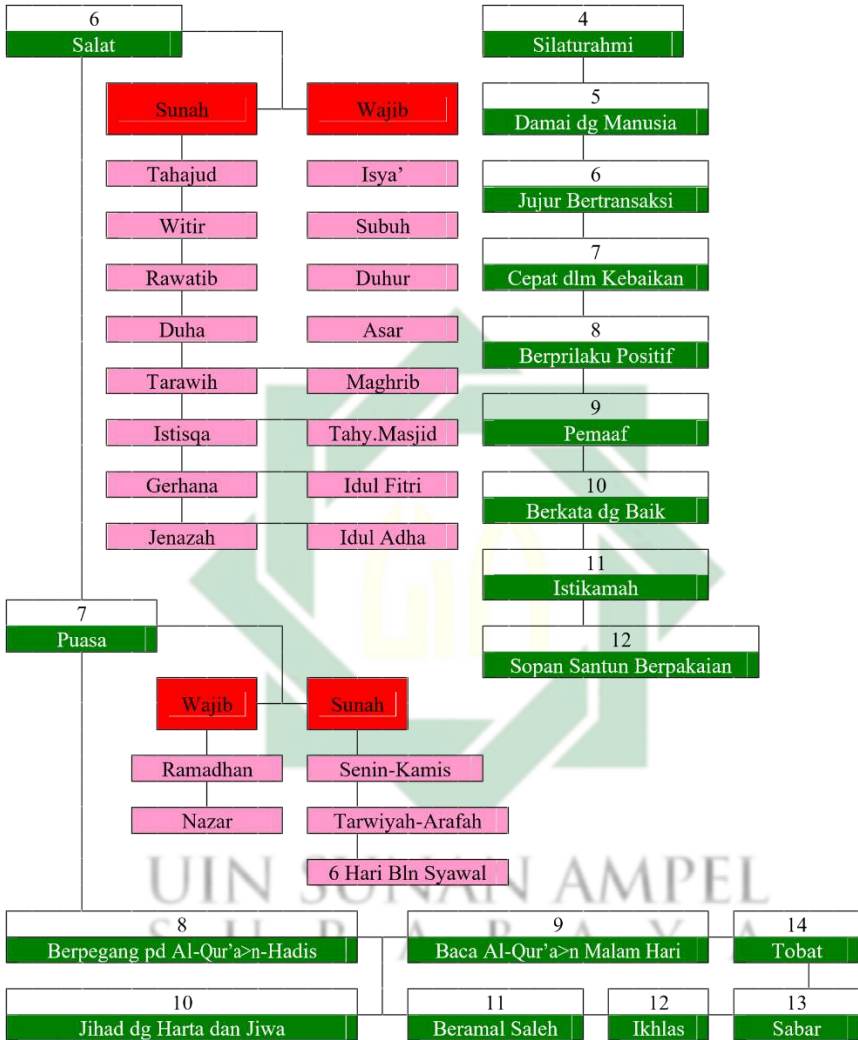 6
Salat
Sunah
Wajib
Tahajud
Isya’
Witir
Subuh
Rawatib
Duhur
Duha
Asar
Tarawih
Maghrib
Istisqa
Tahy.Masjid
Gerhana
Idul Fitri
Jenazah
Idul Adha
4
Silaturahmi
5
Damai dg Manusia
6
Jujur Bertransaksi
7
Cepat dlm Kebaikan
8
Berprilaku Positif
9
Pemaaf
10
Berkata dg Baik
11
Istikamah
12
Sopan Santun Berpakaian
7
Puasa
Wajib
Sunah
Ramadhan
Senin-Kamis
Nazar
Tarwiyah-Arafah
6 Hari Bln Syawal
UIN SUNAN AMPEL
SURABAYA
8
Berpegang pd Al-Qur’a>n-Hadis
9
Baca Al-Qur’a>n Malam Hari
14
Tobat
10
Jihad dg Harta dan Jiwa
11
Beramal Saleh
12
Ikhlas
13
Sabar